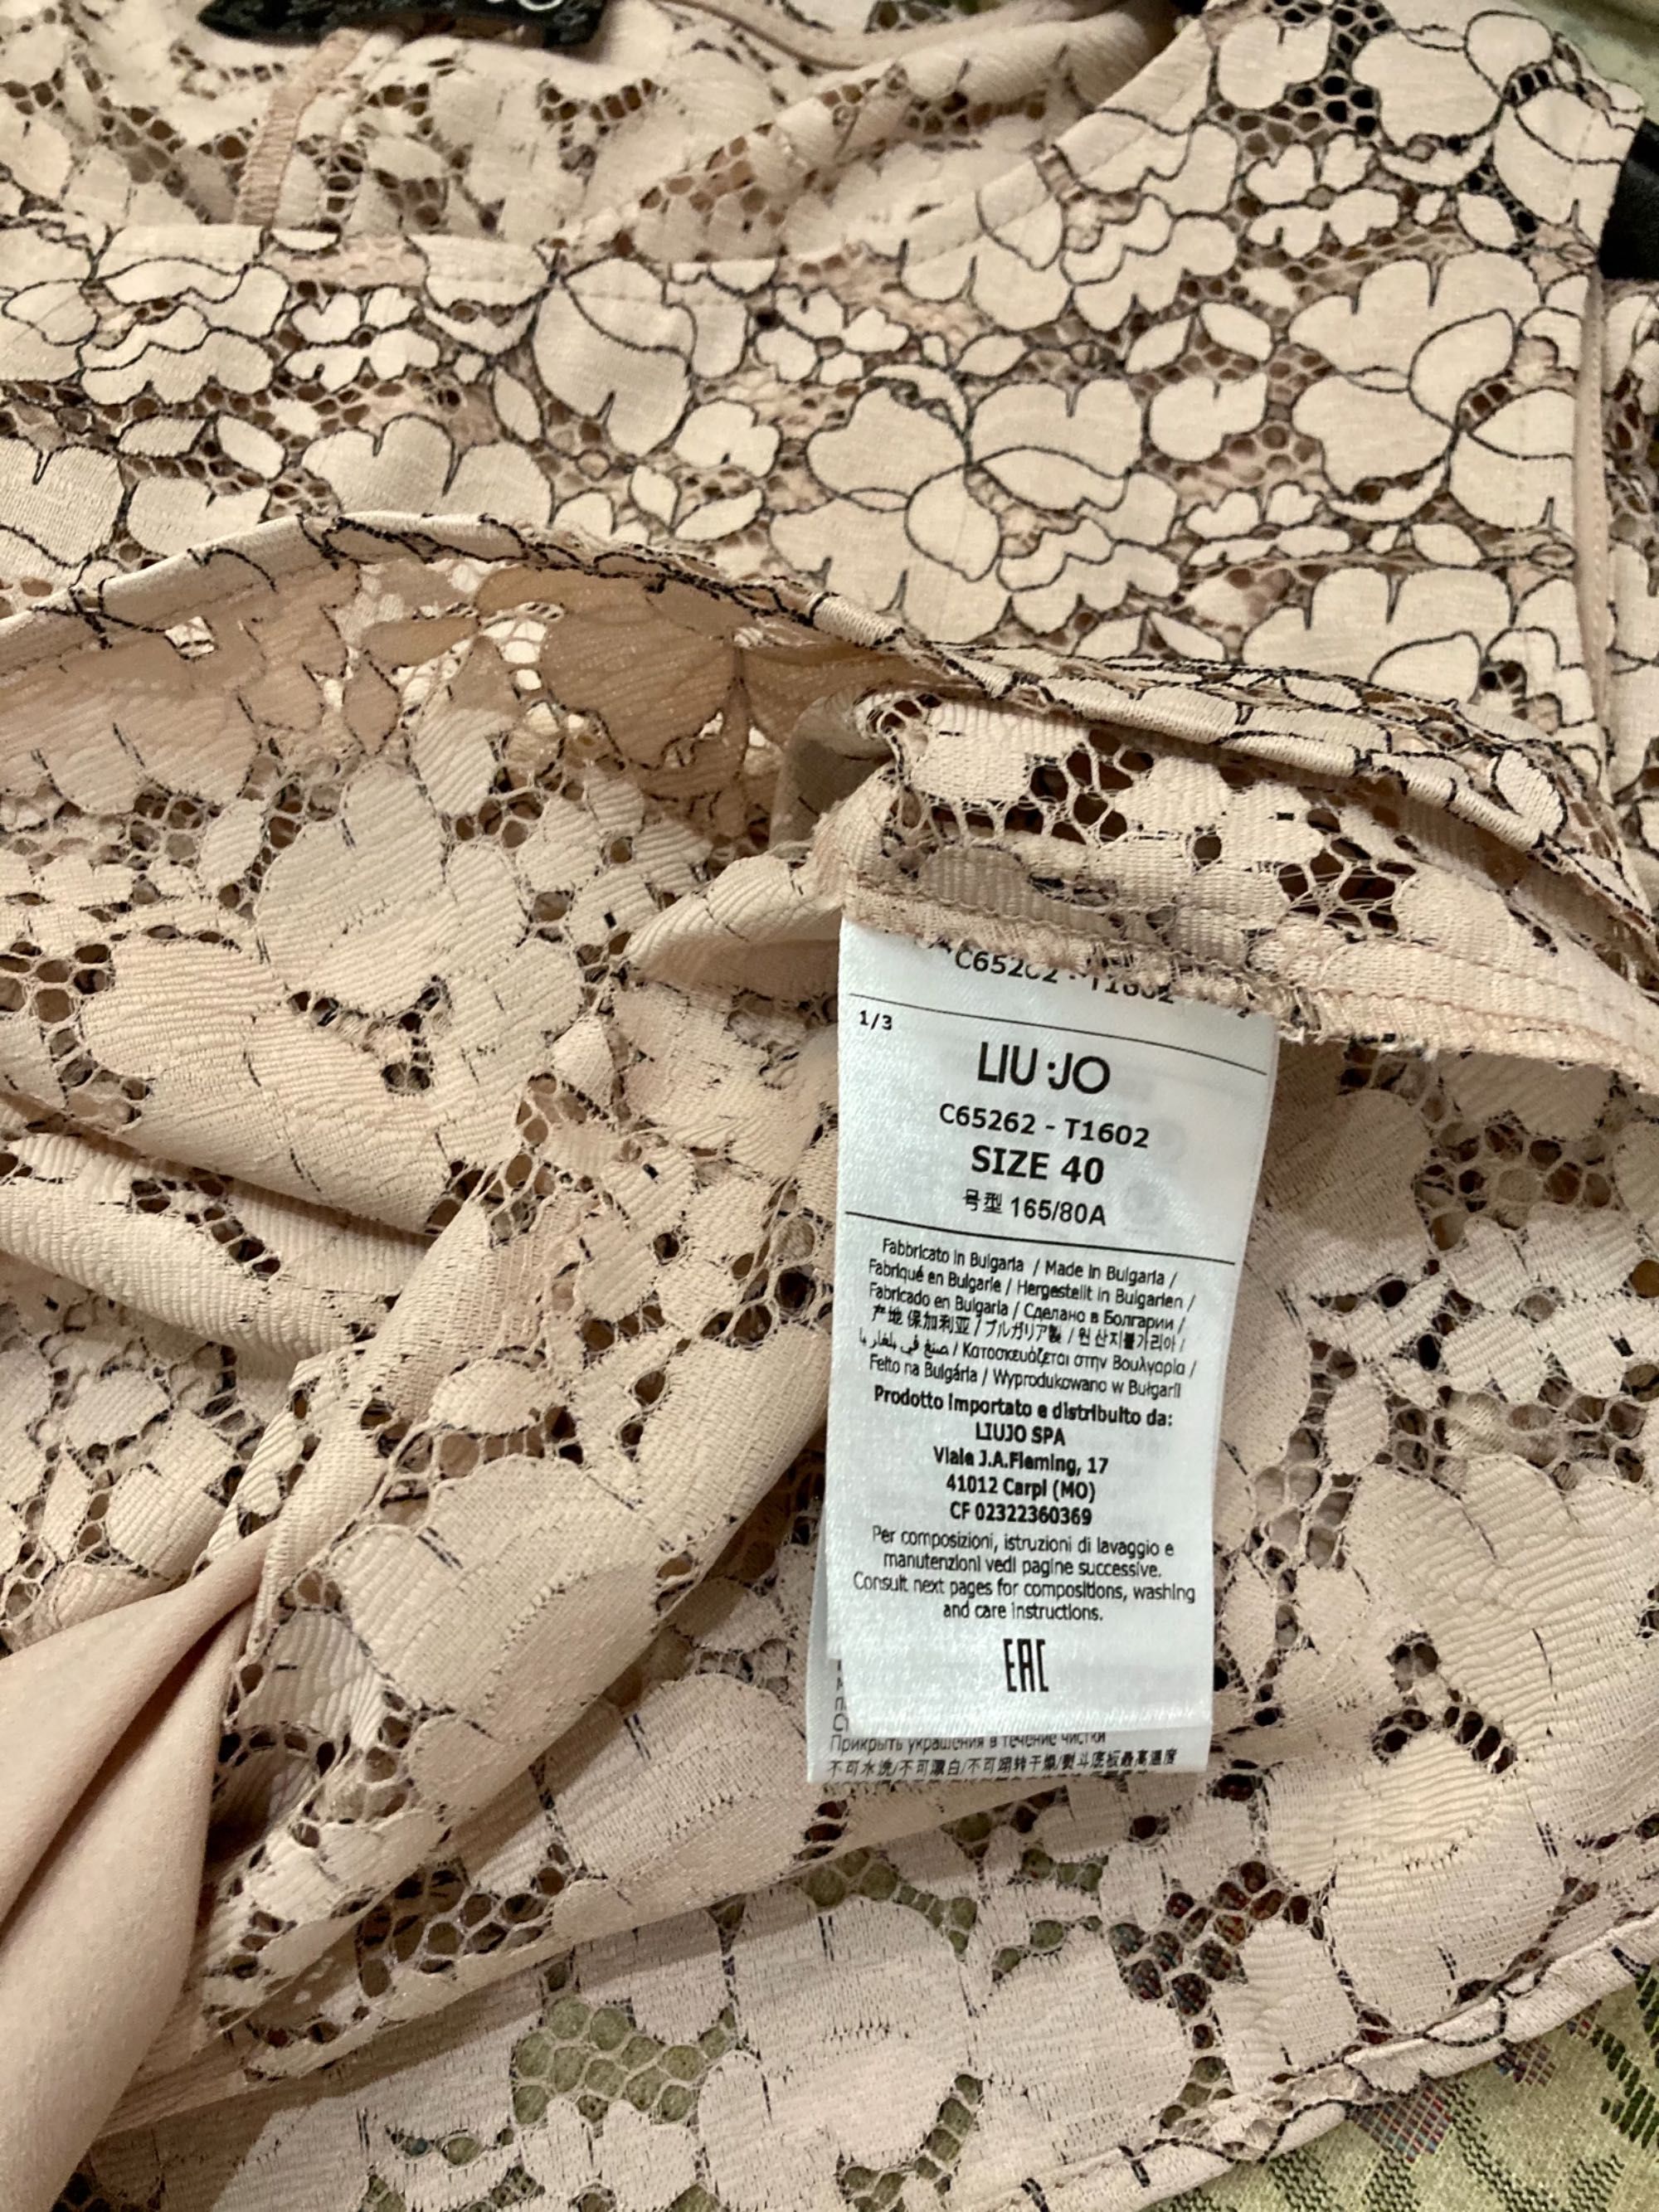 C65262 - T1602
1/3
LIU·JO
C65262 - T1602
SIZE 40
号型 165/80A
Fabbricato in Bulgaria / Made in Bulgaria /
Fabriqué en Bulgarie / Hergestellt in Bulgarien /
Fabricado en Bulgaria / Сделано в Болгарии /
产地 保加利亚 / ブルガリア製 / 원산지불가리아 /
صنع في بلغاريا / Κατασκευάζεται στην Βουλγαρία /
Feito na Bulgária / Wyprodukowano w Bułgarii
Prodotto importato e distribuito da:
LIUJO SPA
Viale J.A.Fleming, 17
41012 Carpi (MO)
CF 02322360369
Per composizioni, istruzioni di lavaggio e
manutenzioni vedi pagine successive.
Consult next pages for compositions, washing
and care instructions.
EAC
Прикрыть украшения в течение чистки
不可水洗/不可漂白/不可翻转干燥/熨斗底板最高温度